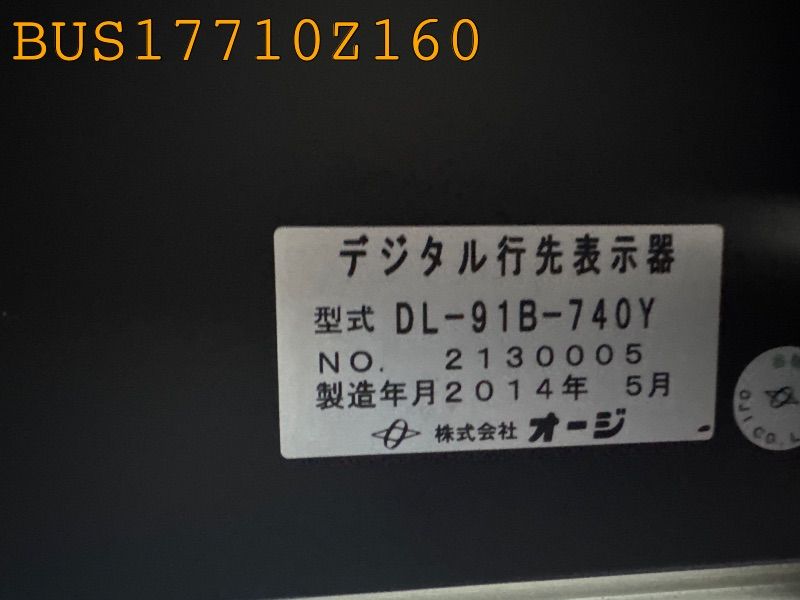 BUS17710Z160
デジタル行先表示器
型式 DL-91B-740Y
NO. 2130005
製造年月2014年 5月
株式会社 オージ